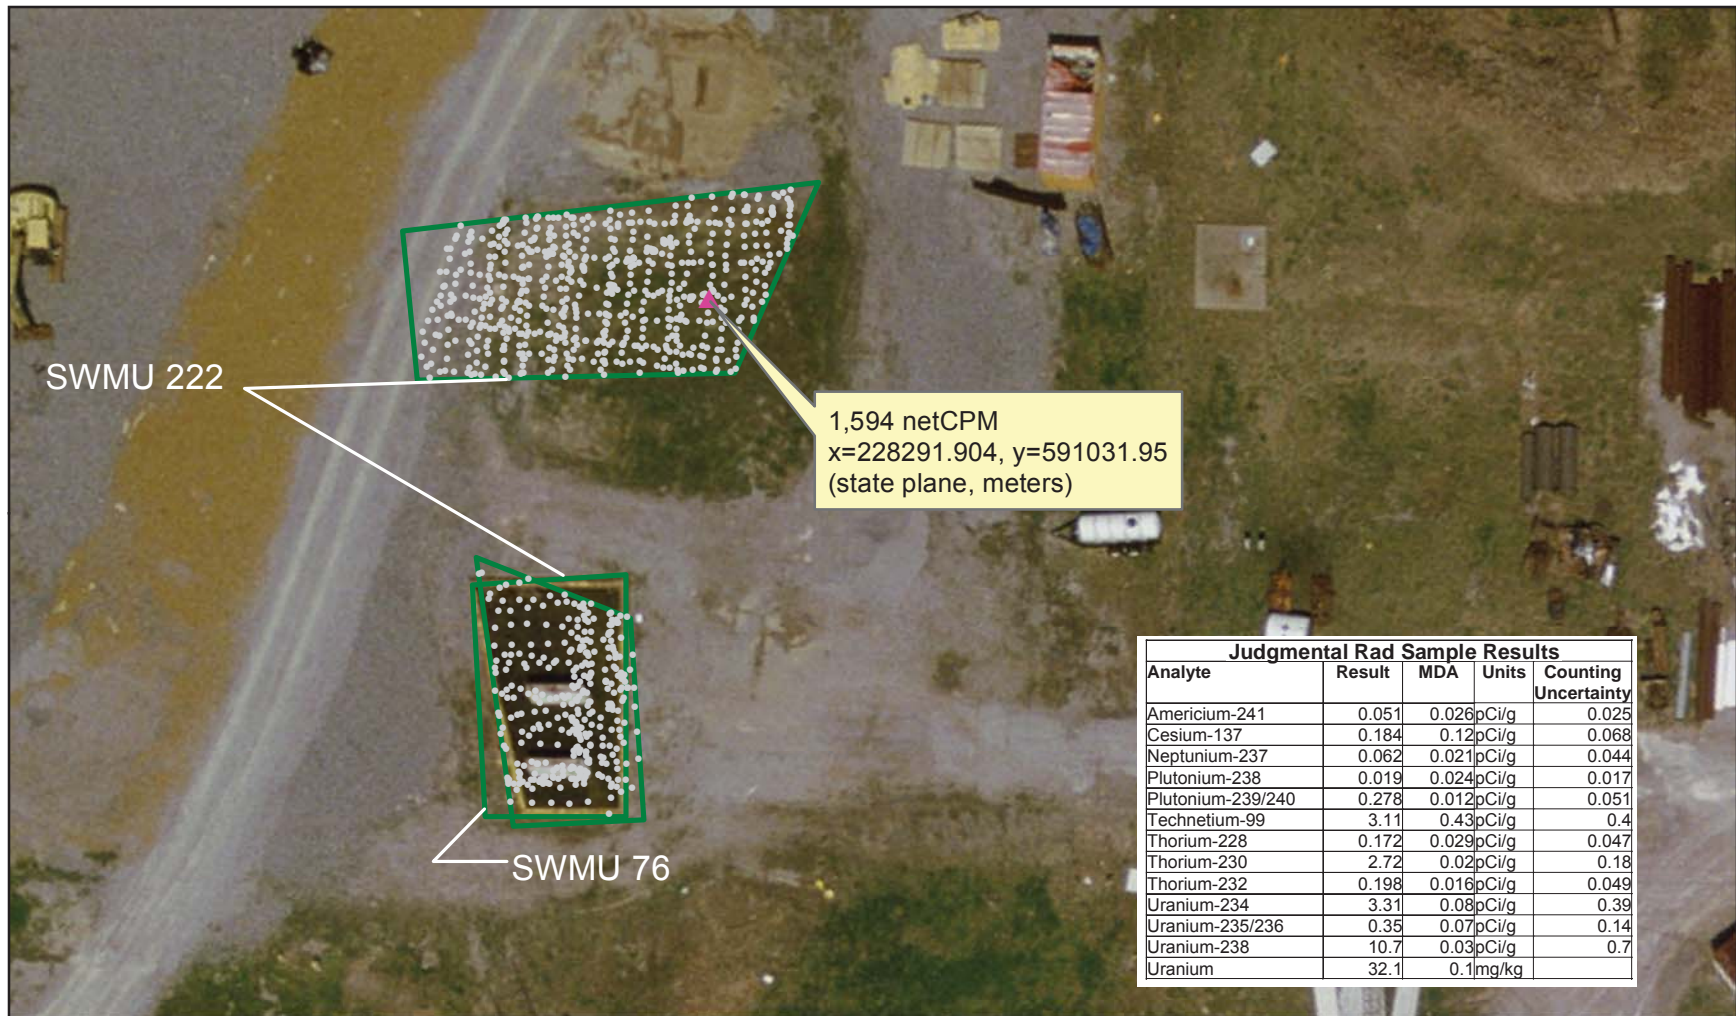 SWMU 222
1,594 netCPM
x=228291.904, y=591031.95
(state plane, meters)
SWMU 76
Judgmental Rad Sample Results
Analyte Result MDA Units Counting Uncertainty
Americium-241 0.051 0.026 pCi/g 0.025
Cesium-137 0.184 0.12 pCi/g 0.068
Neptunium-237 0.062 0.021 pCi/g 0.044
Plutonium-238 0.019 0.024 pCi/g 0.017
Plutonium-239/240 0.278 0.012 pCi/g 0.051
Technetium-99 3.11 0.43 pCi/g 0.4
Thorium-228 0.172 0.029 pCi/g 0.047
Thorium-230 2.72 0.02 pCi/g 0.18
Thorium-232 0.198 0.016 pCi/g 0.049
Uranium-234 3.31 0.08 pCi/g 0.39
Uranium-235/236 0.35 0.07 pCi/g 0.14
Uranium-238 10.7 0.03 pCi/g 0.7
Uranium 32.1 0.1 mg/kg